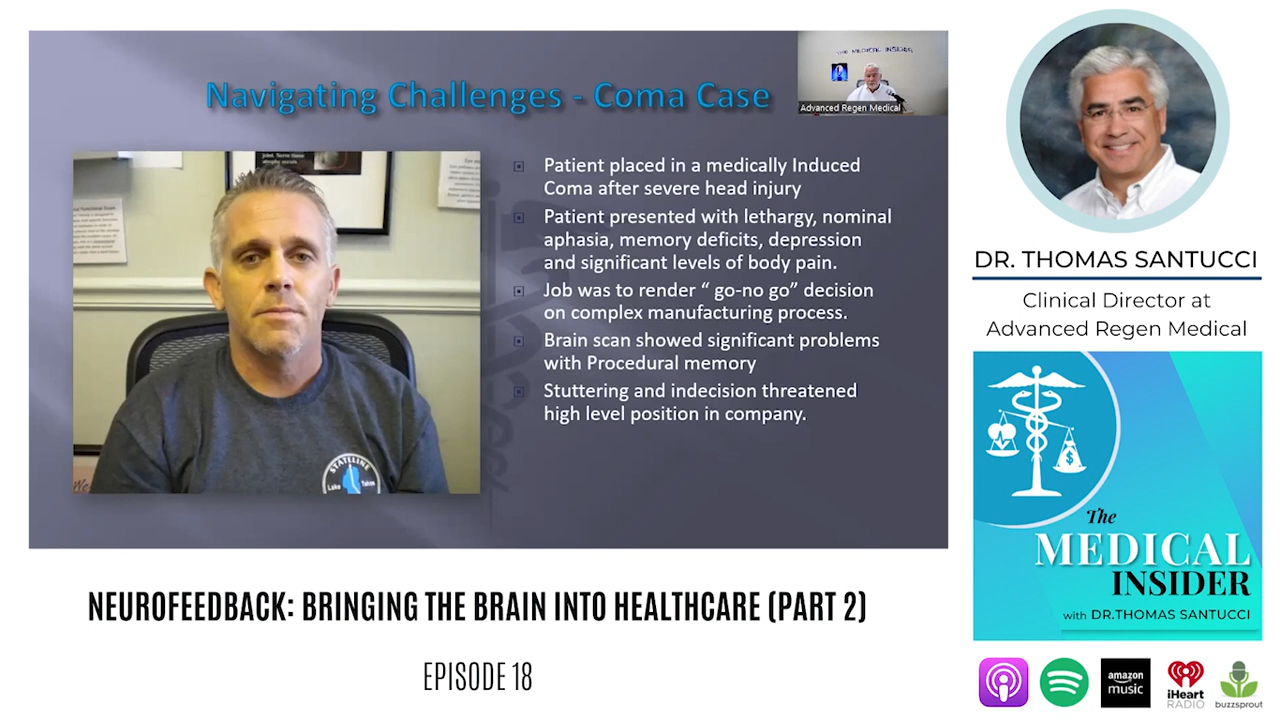 THE MEDICAL INSIDER
Advanced Regen Medical
Navigating Challenges - Coma Case
Patient placed in a medically Induced
Coma after severe head injury
Patient presented with lethargy, nominal
aphasia, memory deficits, depression
and significant levels of body pain.
Job was to render “ go-no go” decision
on complex manufacturing process.
Brain scan showed significant problems
with Procedural memory
Stuttering and indecision threatened
high level position in company.
STATELINE
Lake Tahoe
NEUROFEEDBACK: BRINGING THE BRAIN INTO HEALTHCARE (PART 2)
EPISODE 18
DR. THOMAS SANTUCCI
Clinical Director at
Advanced Regen Medical
$
The
MEDICAL
INSIDER
with DR.THOMAS SANTUCCI
amazon
music
iHeart
RADIO
buzzsprout